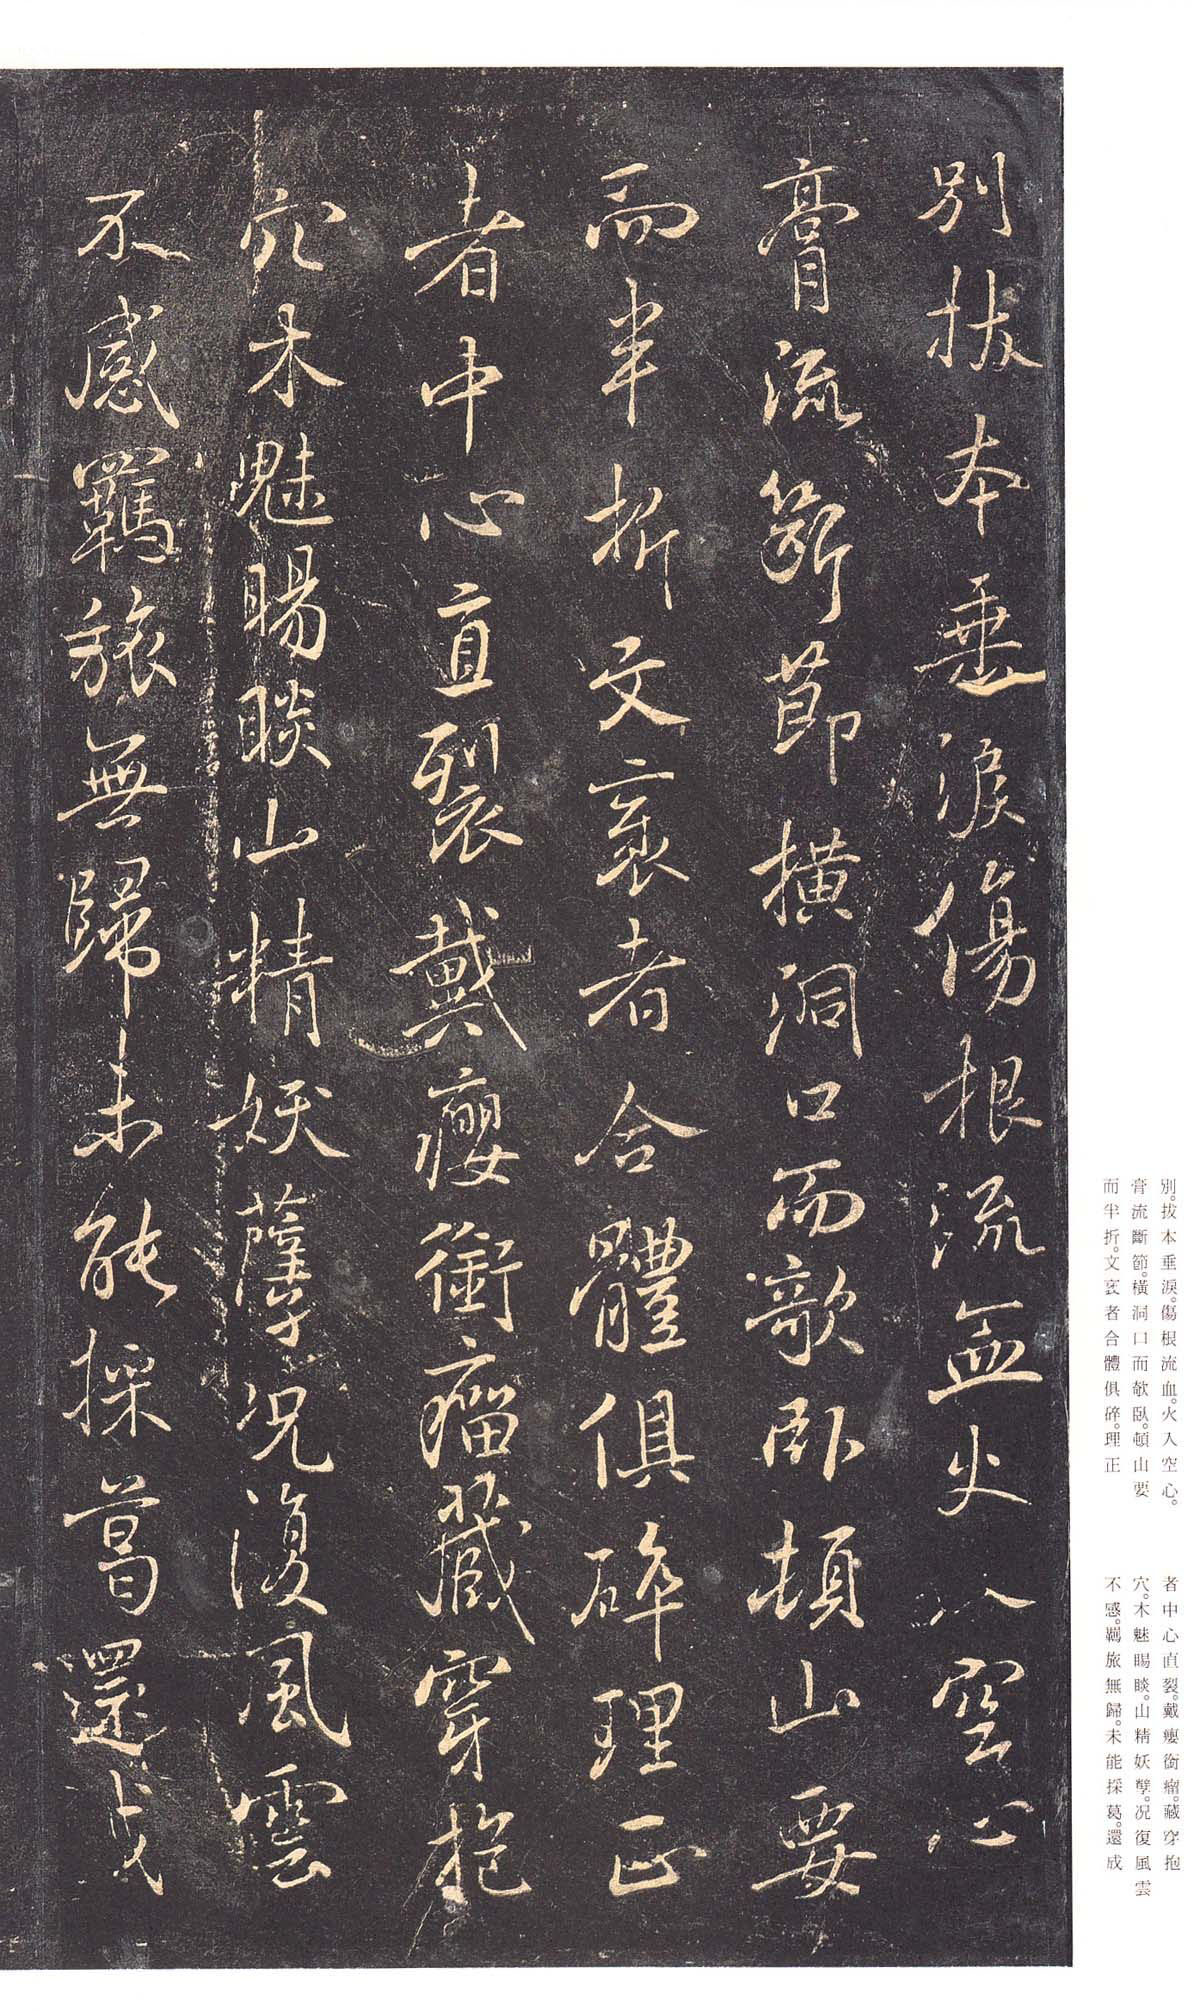 別拔本垂淚傷根流血火入空心
膏流斷節橫洞口而欹臥頓山要
而半折文袤者合體俱碎理正
者中心直裂戴癭銜瘤藏穿抱
穴木魅賜睒山精妖孽況復風雲
不感羈旅無歸未能採葛還成
別。拔本垂淚。傷根流血。火入空心。
膏流斷節。橫洞口而欹臥。頓山要
而半折。文袤者合體俱碎。理正
者中心直裂。戴癭銜瘤。藏穿抱
穴。木魅賜睒。山精妖孽。况復風雲
不感。羈旅無歸。未能採葛。還成